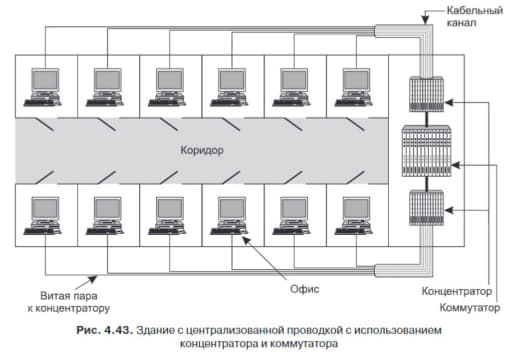 Кабельный
канал
Коридор
Витая пара
к концентратору
Офис
Концентратор
Коммутатор
Рис. 4.43. Здание с централизованной проводкой с использованием
концентратора и коммутатора